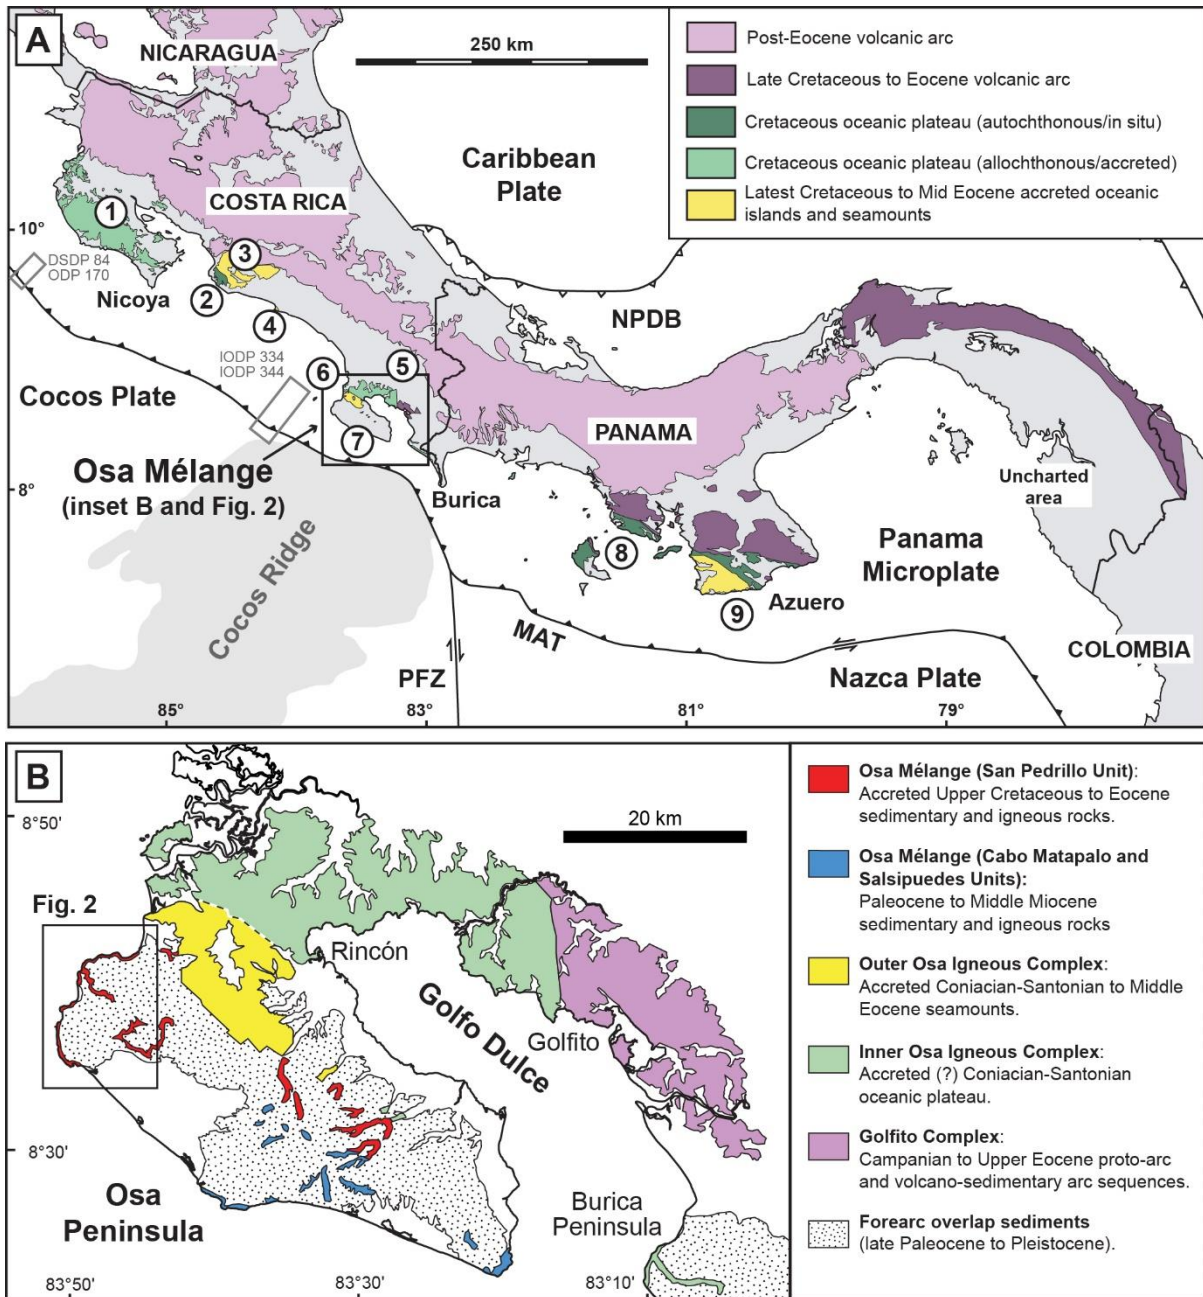 A
NICARAGUA
250 km
Post-Eocene volcanic arc
Late Cretaceous to Eocene volcanic arc
Cretaceous oceanic plateau (autochthonous/in situ)
Cretaceous oceanic plateau (allochthonous/accreted)
Latest Cretaceous to Mid Eocene accreted oceanic
islands and seamounts
Caribbean
Plate
COSTA RICA
10°
1
DSDP 84
ODP 170
Nicoya
2
3
4
NPDB
IODP 334
IODP 344
6
5
Cocos Plate
7
PANAMA
Osa Mélange
(inset B and Fig. 2)
8°
Burica
Uncharted
area
Cocos Ridge
8
Panama
Microplate
9
Azuero
MAT
COLOMBIA
PFZ
Nazca Plate
85°
83°
81°
79°
B
8°50'
20 km
Fig. 2
Rincón
Golfo Dulce
Golfito
8°30'
Osa
Peninsula
Burica
Peninsula
83°50'
83°30'
83°10'
Osa Mélange (San Pedrillo Unit):
Accreted Upper Cretaceous to Eocene
sedimentary and igneous rocks.
Osa Mélange (Cabo Matapalo and
Salsipuedes Units):
Paleocene to Middle Miocene
sedimentary and igneous rocks
Outer Osa Igneous Complex:
Accreted Coniacian-Santonian to Middle
Eocene seamounts.
Inner Osa Igneous Complex:
Accreted (?) Coniacian-Santonian
oceanic plateau.
Golfito Complex:
Campanian to Upper Eocene proto-arc
and volcano-sedimentary arc sequences.
Forearc overlap sediments
(late Paleocene to Pleistocene).